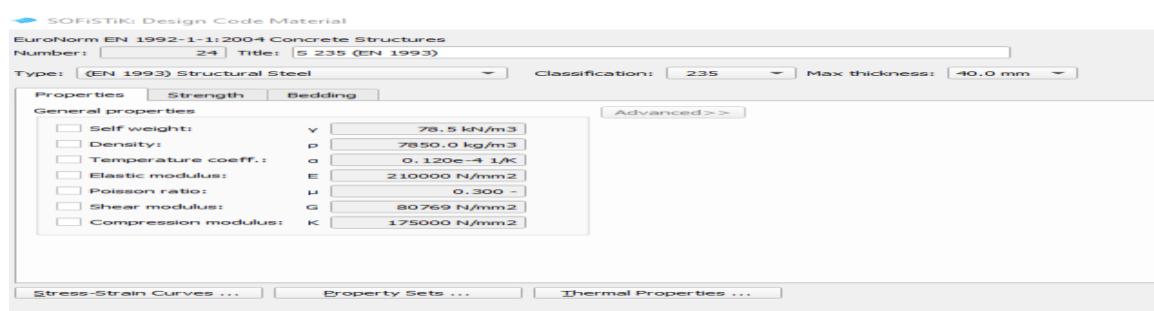 SOFiSTiK: Design Code Material
EuroNorm EN 1992-1-1:2004 Concrete Structures
Number: 24 Title: S 235 (EN 1993)
Type: (EN 1993) Structural Steel Classification: 235 Max thickness: 40.0 mm
Properties Strength Bedding
General properties Advanced>>
Self weight: γ 78.5 kN/m3
Density: ρ 7850.0 kg/m3
Temperature coeff.: α 0.120e-4 1/K
Elastic modulus: E 210000 N/mm2
Poisson ratio: μ 0.300 -
Shear modulus: G 80769 N/mm2
Compression modulus: K 175000 N/mm2
Stress-Strain Curves ... Property Sets ... Thermal Properties ...